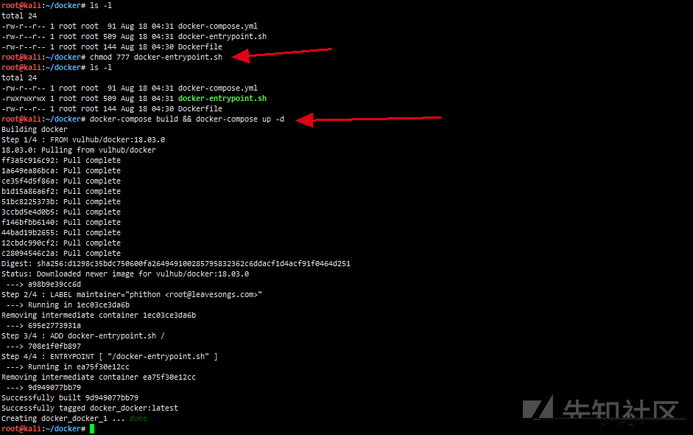 root@kali:~/docker# ls -l
total 24
-rw-r--r-- 1 root root  91 Aug 18 04:31 docker-compose.yml
-rw-r--r-- 1 root root 509 Aug 18 04:31 docker-entrypoint.sh
-rw-r--r-- 1 root root 144 Aug 18 04:30 Dockerfile
root@kali:~/docker# chmod 777 docker-entrypoint.sh
root@kali:~/docker# ls -l
total 24
-rw-r--r-- 1 root root  91 Aug 18 04:31 docker-compose.yml
-rwxrwxrwx 1 root root 509 Aug 18 04:31 docker-entrypoint.sh
-rw-r--r-- 1 root root 144 Aug 18 04:30 Dockerfile
root@kali:~/docker# docker-compose build && docker-compose up -d
Building docker
Step 1/4 : FROM vulhub/docker:18.03.0
18.03.0: Pulling from vulhub/docker
ff3a5c916c92: Pull complete
1a649ea86bca: Pull complete
ce35f4d5f86a: Pull complete
b1d15a86a6f2: Pull complete
51bc8225373b: Pull complete
3ccbd5e4d0b5: Pull complete
f146bfbb6140: Pull complete
44bad19b2655: Pull complete
12cbdc990cf2: Pull complete
c28094546c2a: Pull complete
Digest: sha256:d1298c35bdc750600fa264949100285795832362c6ddacf1d4acf91f0464d251
Status: Downloaded newer image for vulhub/docker:18.03.0
 ---> a98b9e39cc6d
Step 2/4 : LABEL maintainer="phithon <root@leavesongs.com>"
 ---> Running in 1ec03ce3da6b
Removing intermediate container 1ec03ce3da6b
 ---> 695e2773931a
Step 3/4 : ADD docker-entrypoint.sh /
 ---> 708e1f0fb897
Step 4/4 : ENTRYPOINT [ "/docker-entrypoint.sh" ]
 ---> Running in ea75f30e12cc
Removing intermediate container ea75f30e12cc
 ---> 9d949077bb79
Successfully built 9d949077bb79
Successfully tagged docker_docker:latest
Creating docker_docker_1 ... done
root@kali:~/docker#
先知社区